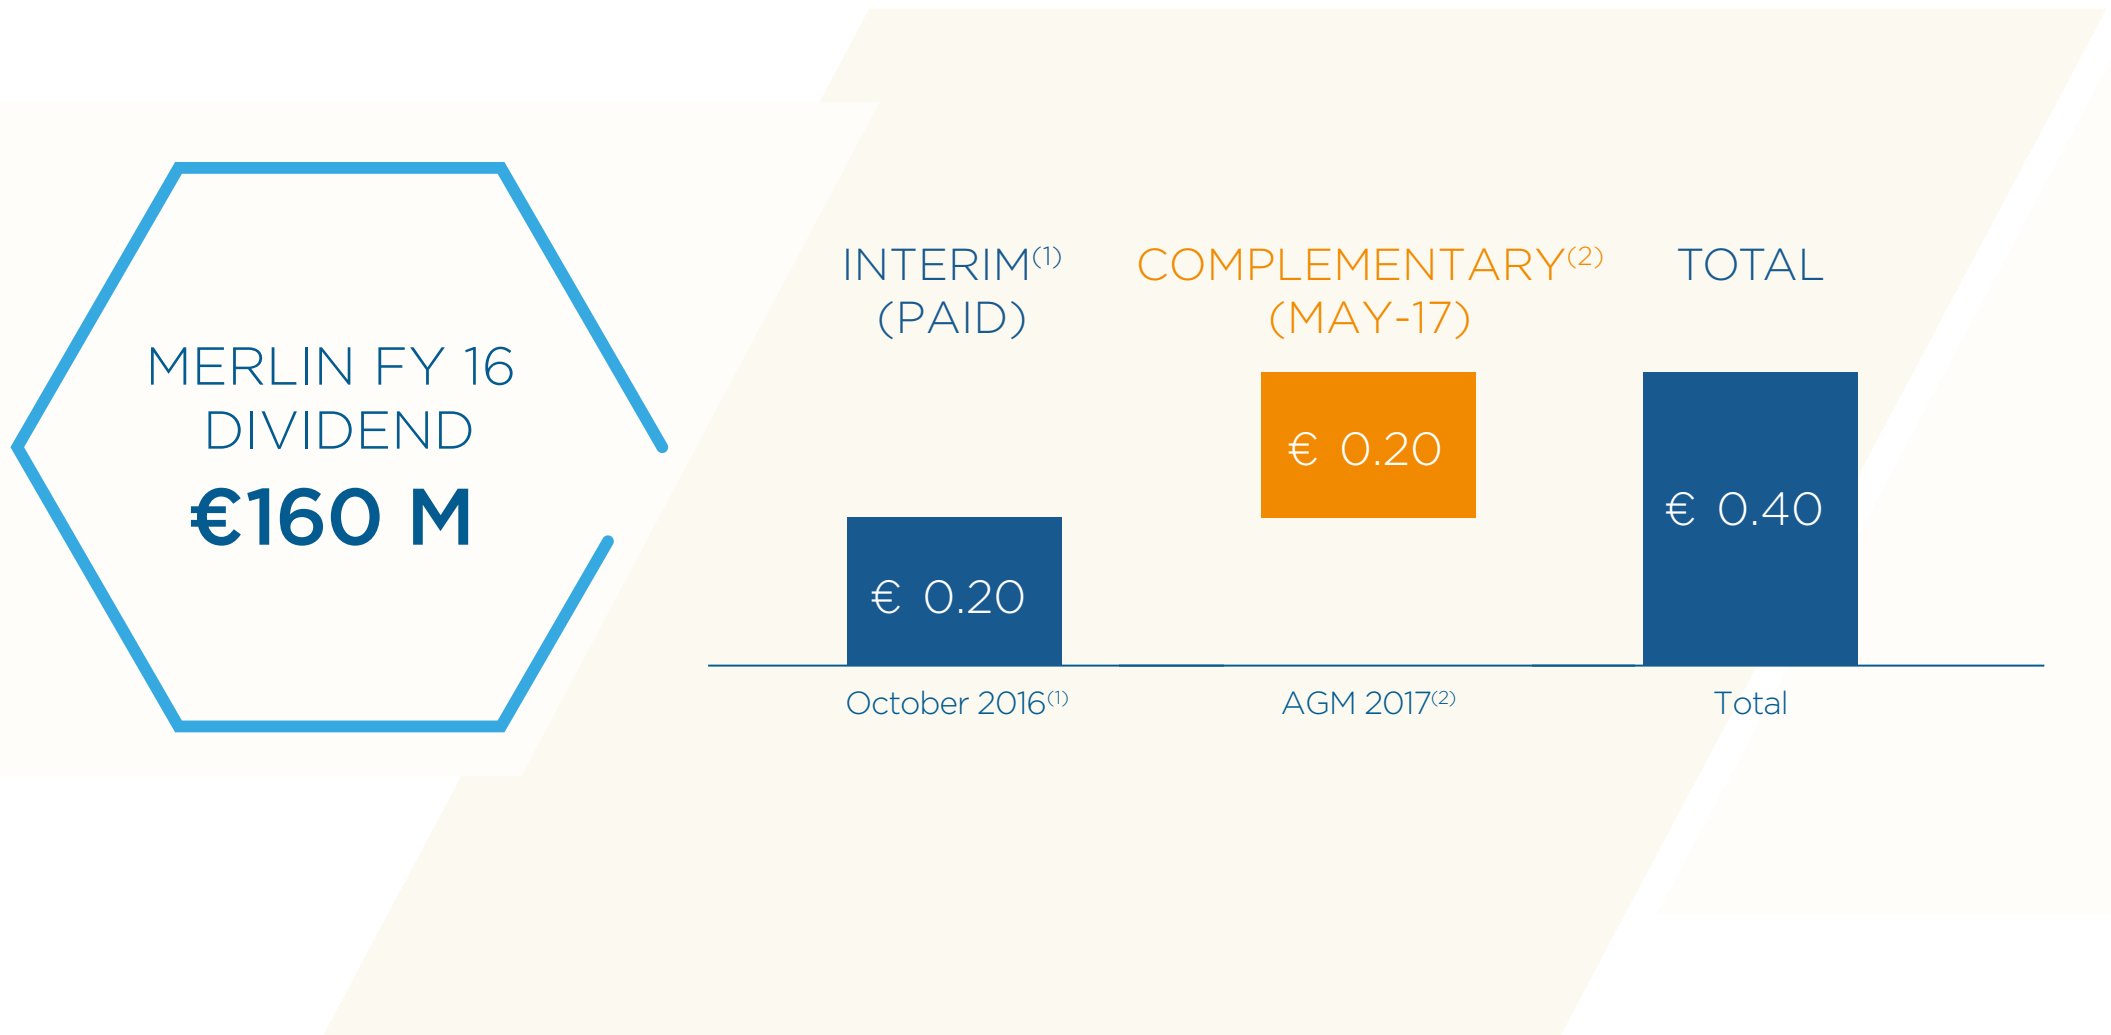 MERLIN FY 16
DIVIDEND
€160 M
INTERIM(1)
(PAID)
COMPLEMENTARY(2)
(MAY-17)
TOTAL
€ 0.20
€ 0.20
€ 0.40
October 2016(1)
AGM 2017(2)
Total